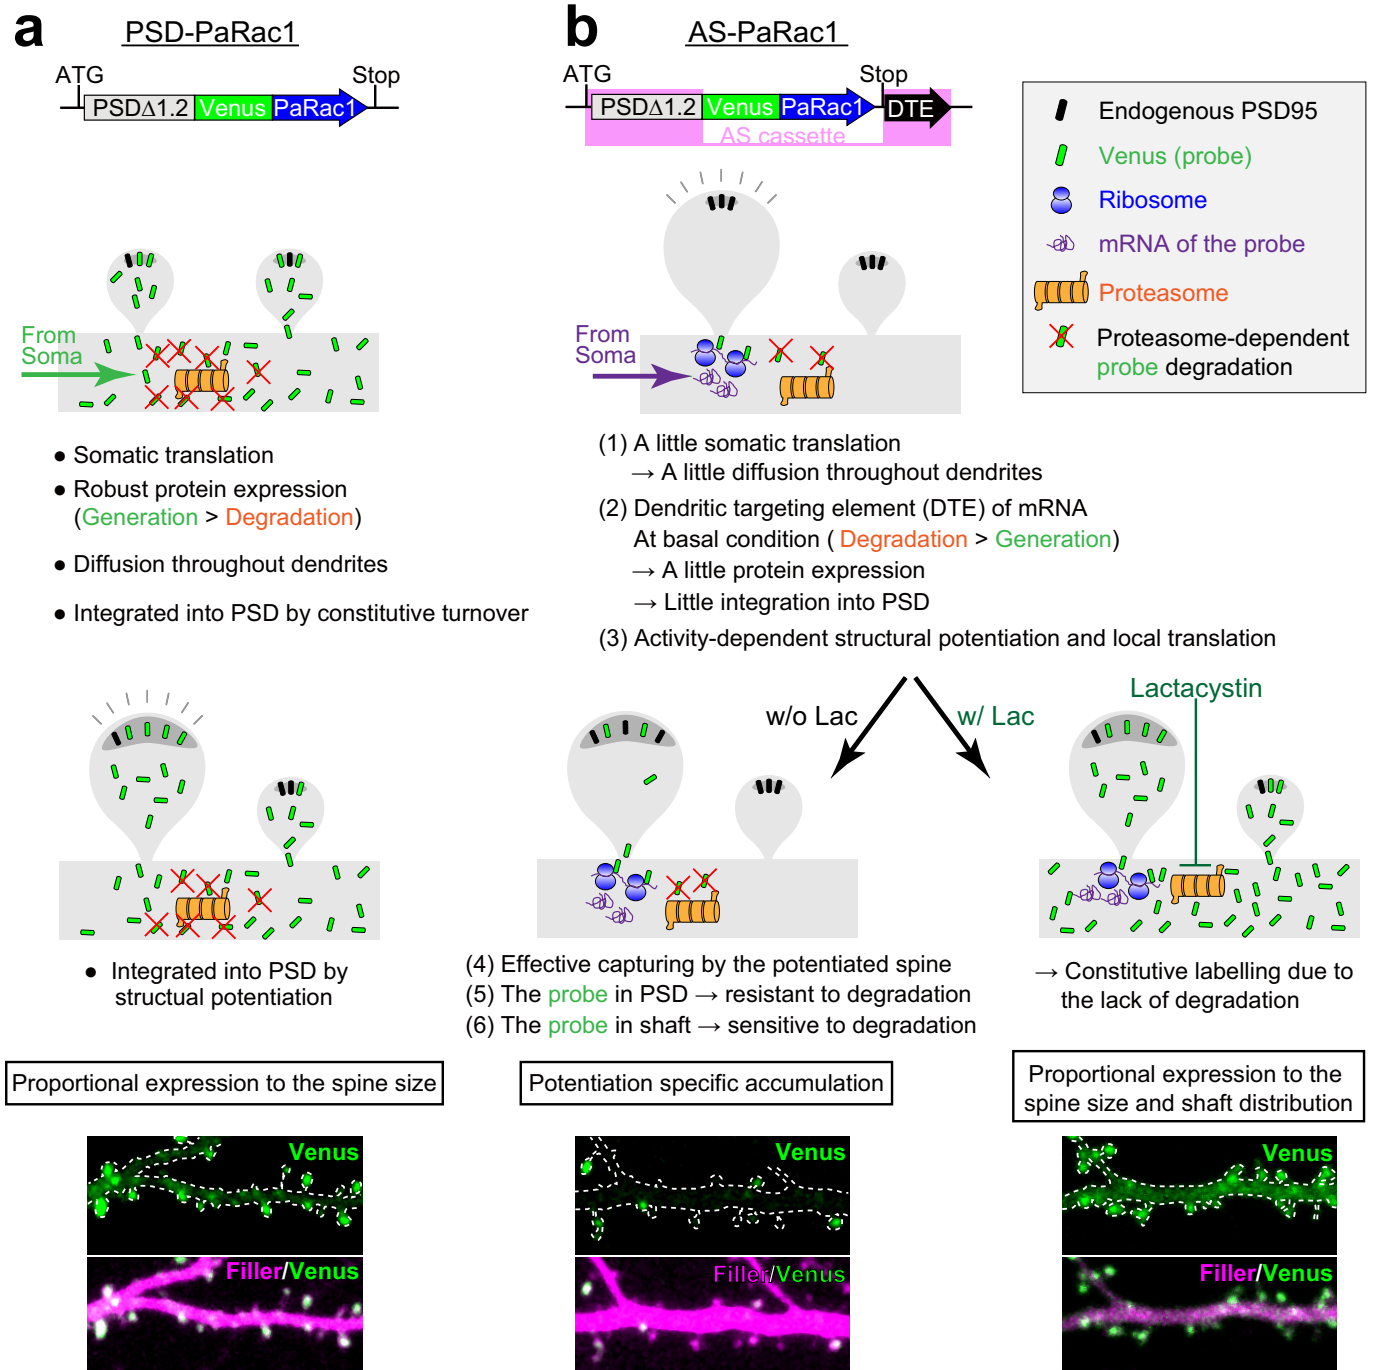 a
PSD-PaRac1
ATG
Stop
PSDΔ1.2
Venus
PaRac1
From
Soma
● Somatic translation
● Robust protein expression
(Generation > Degradation)
● Diffusion throughout dendrites
● Integrated into PSD by constitutive turnover
● Integrated into PSD by
structual potentiation
Proportional expression to the spine size
Venus
Filler/Venus
b
AS-PaRac1
ATG
Stop
PSDΔ1.2
Venus
PaRac1
DTE
AS cassette
From
Soma
Endogenous PSD95
Venus (probe)
Ribosome
mRNA of the probe
Proteasome
Proteasome-dependent
probe degradation
(1) A little somatic translation
→ A little diffusion throughout dendrites
(2) Dendritic targeting element (DTE) of mRNA
At basal condition ( Degradation > Generation)
→ A little protein expression
→ Little integration into PSD
(3) Activity-dependent structural potentiation and local translation
w/o Lac
w/ Lac
Lactacystin
(4) Effective capturing by the potentiated spine
(5) The probe in PSD → resistant to degradation
(6) The probe in shaft → sensitive to degradation
→ Constitutive labelling due to
the lack of degradation
Potentiation specific accumulation
Proportional expression to the
spine size and shaft distribution
Venus
Filler/Venus
Venus
Filler/Venus